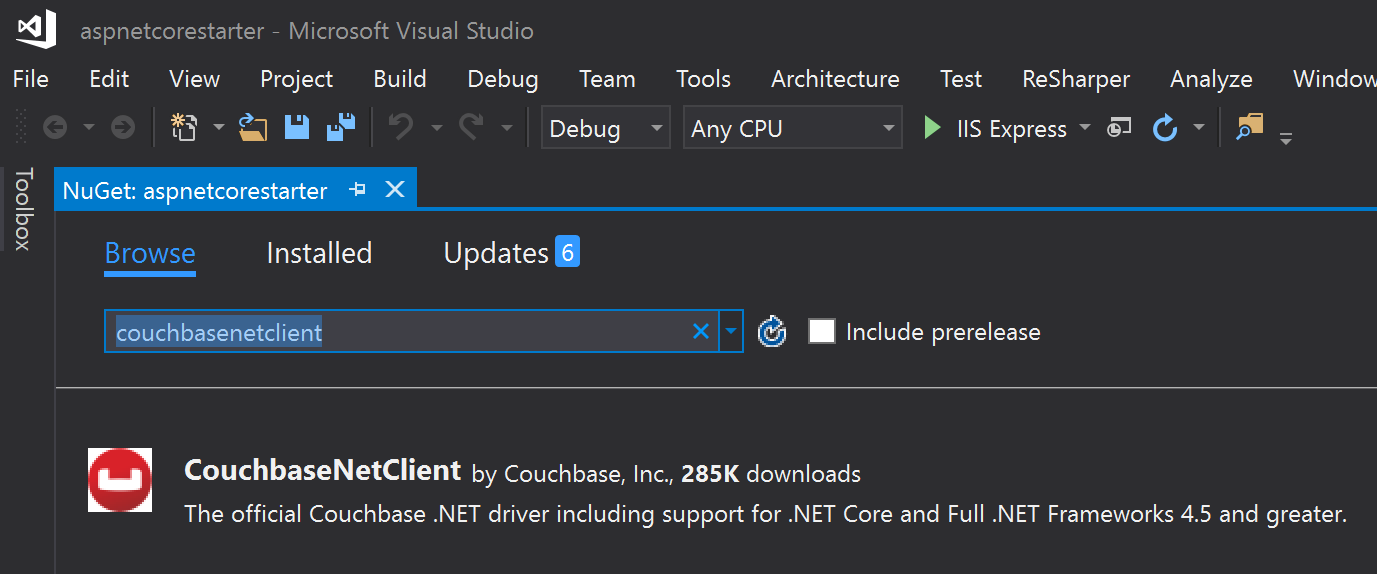 aspnetcorestarter - Microsoft Visual Studio
File Edit View Project Build Debug Team Tools Architecture Test ReSharper Analyze Window
Debug Any CPU IIS Express
Toolbox
NuGet: aspnetcorestarter
Browse Installed Updates 6
couchbasenetclient Include prerelease
CouchbaseNetClient by Couchbase, Inc., 285K downloads
The official Couchbase .NET driver including support for .NET Core and Full .NET Frameworks 4.5 and greater.